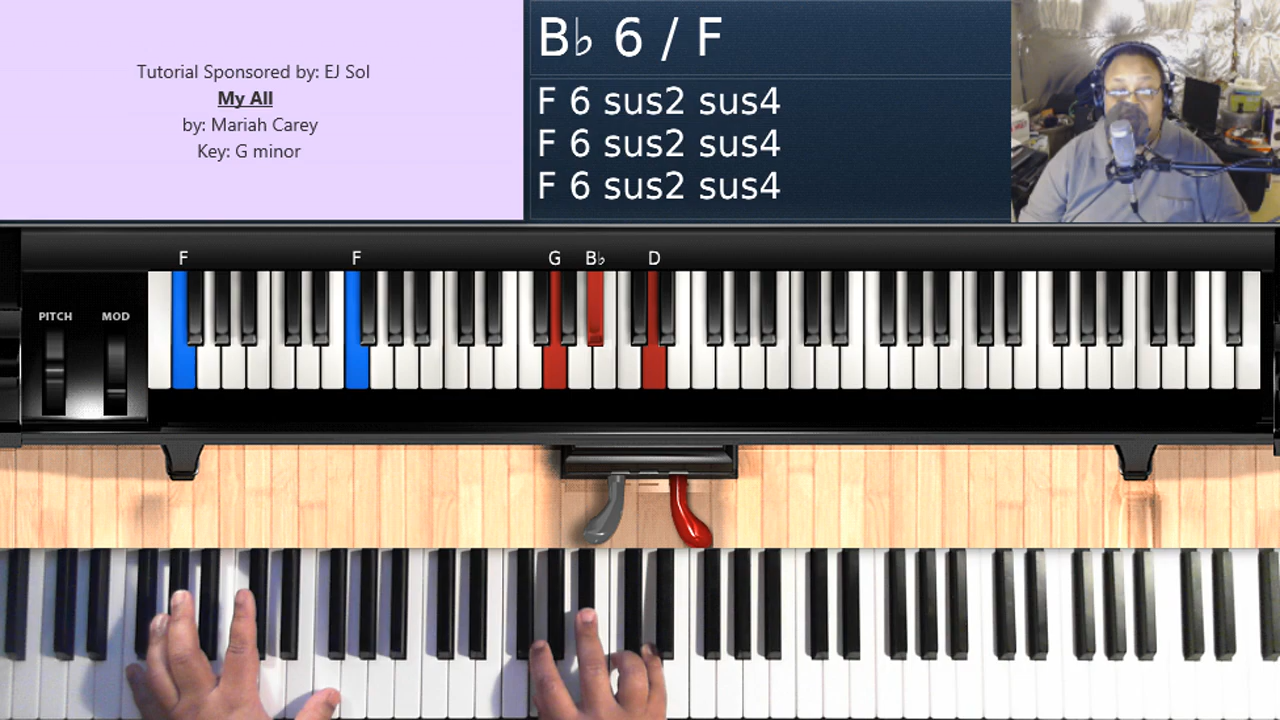 Tutorial Sponsored by: EJ Sol
My All
by: Mariah Carey
Key: G minor
B♭ 6 / F
F 6 sus2 sus4
F 6 sus2 sus4
F 6 sus2 sus4
F F G B♭ D
PITCH MOD